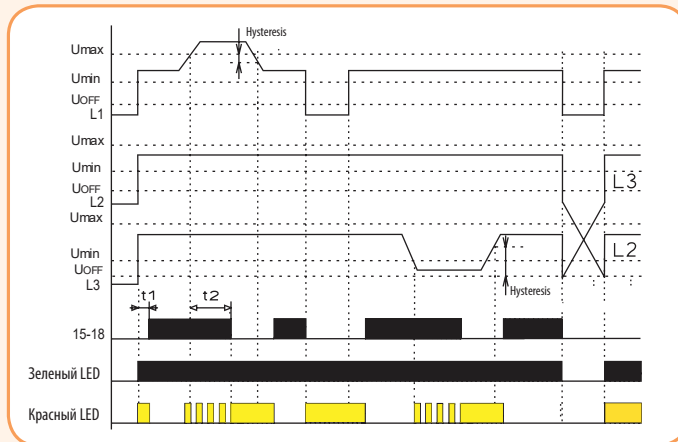 Hysteresis
Umax
Umin
UOFF
L1
Umax
Umin
UOFF
L2
L3
Umax
Umin
UOFF
L3
L2
Hysteresis
t1
t2
15-18
Зеленый LED
Красный LED